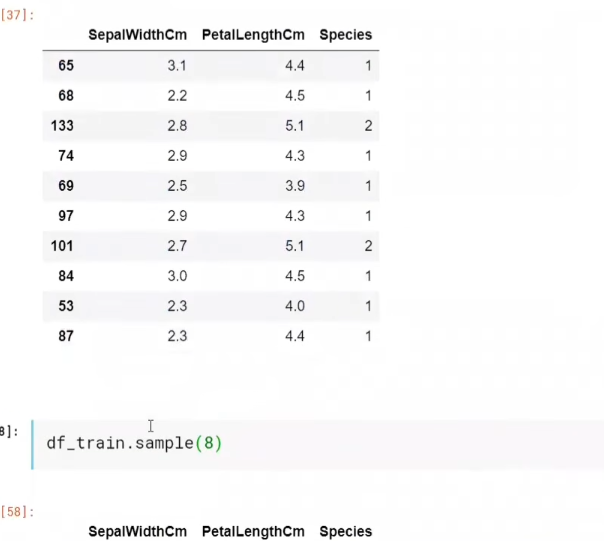 [37]:
SepalWidthCm PetalLengthCm Species
65 3.1 4.4 1
68 2.2 4.5 1
133 2.8 5.1 2
74 2.9 4.3 1
69 2.5 3.9 1
97 2.9 4.3 1
101 2.7 5.1 2
84 3.0 4.5 1
53 2.3 4.0 1
87 2.3 4.4 1
8]:
df_train.sample(8)
[58]:
SepalWidthCm PetalLengthCm Species